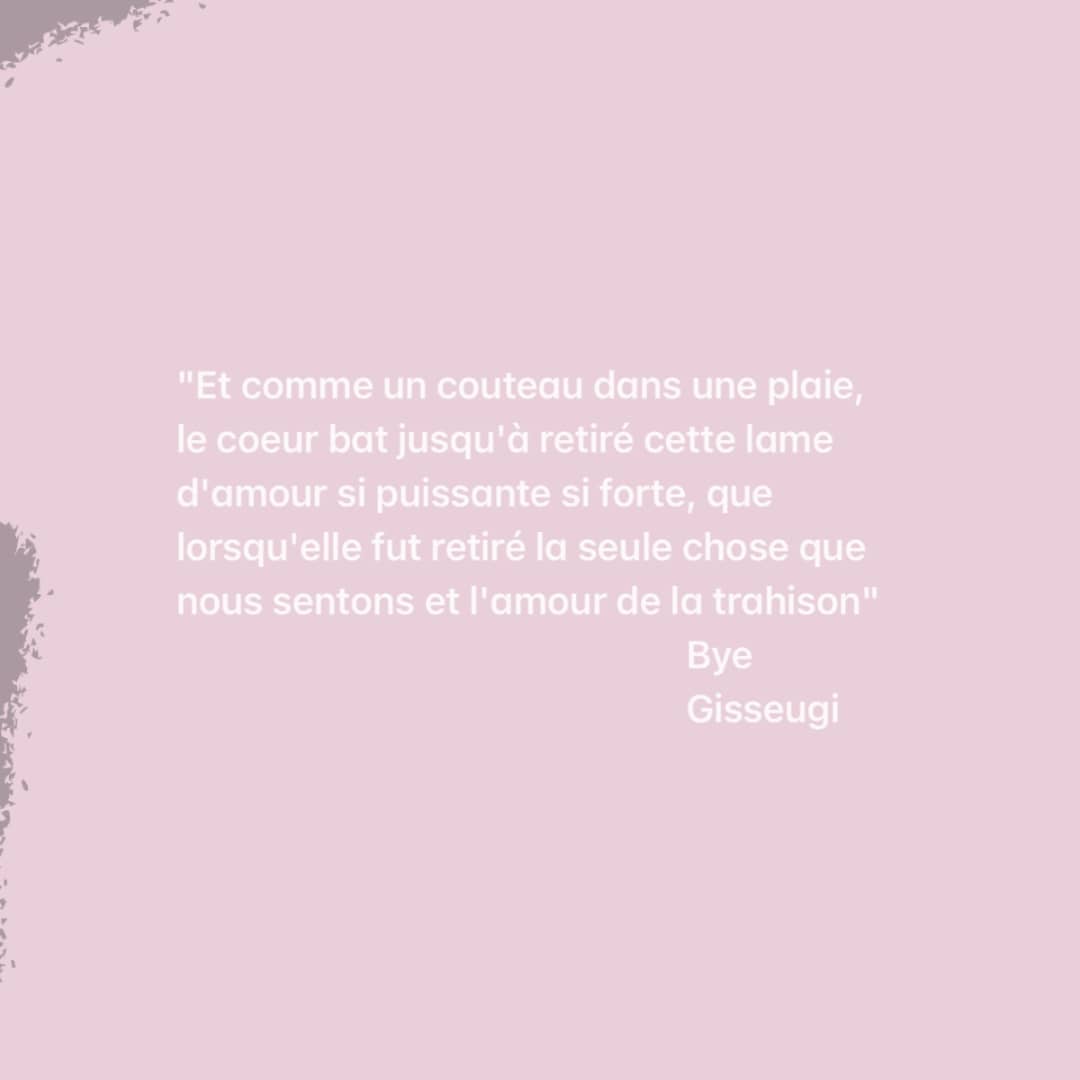 "Et comme un couteau dans une plaie,
le coeur bat jusqu'à retiré cette lame
d'amour si puissante si forte, que
lorsqu'elle fut retiré la seule chose que
nous sentons et l'amour de la trahison"
Bye
Gisseugi